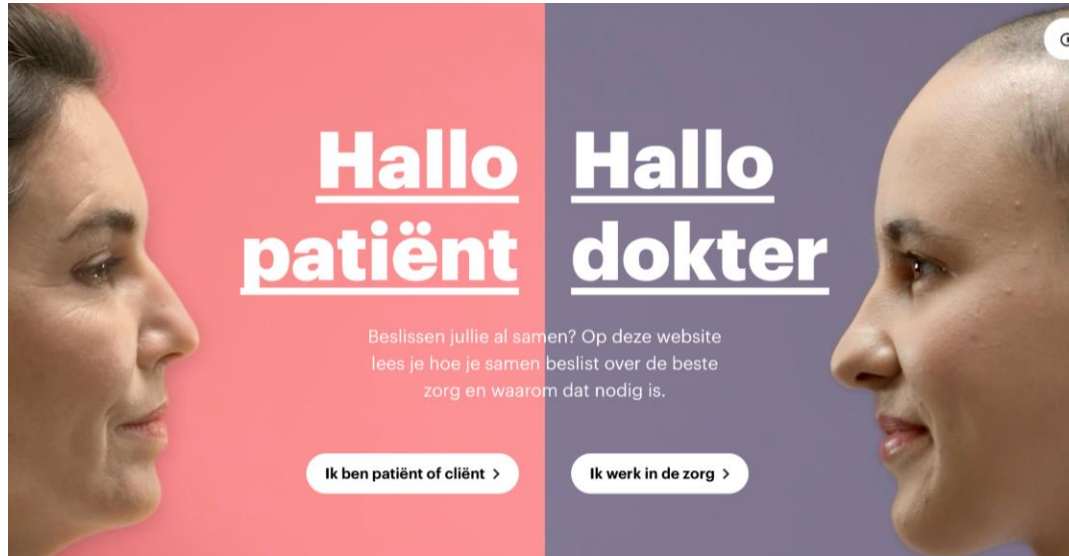 Hallo
patiënt
Hallo
dokter
Beslissen jullie al samen? Op deze website
lees je hoe je samen beslist over de beste
zorg en waarom dat nodig is.
Ik ben patiënt of cliënt >
Ik werk in de zorg >